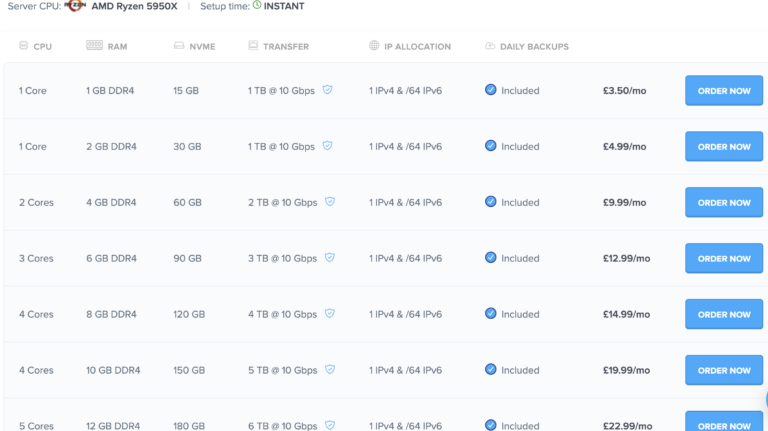 Server CPU: RYZEN AMD Ryzen 5950X | Setup time: INSTANT
CPU RAM NVME TRANSFER IP ALLOCATION DAILY BACKUPS
1 Core 1 GB DDR4 15 GB 1 TB @ 10 Gbps 1 IPv4 & /64 IPv6 Included £3.50/mo ORDER NOW
1 Core 2 GB DDR4 30 GB 1 TB @ 10 Gbps 1 IPv4 & /64 IPv6 Included £4.99/mo ORDER NOW
2 Cores 4 GB DDR4 60 GB 2 TB @ 10 Gbps 1 IPv4 & /64 IPv6 Included £9.99/mo ORDER NOW
3 Cores 6 GB DDR4 90 GB 3 TB @ 10 Gbps 1 IPv4 & /64 IPv6 Included £12.99/mo ORDER NOW
4 Cores 8 GB DDR4 120 GB 4 TB @ 10 Gbps 1 IPv4 & /64 IPv6 Included £14.99/mo ORDER NOW
4 Cores 10 GB DDR4 150 GB 5 TB @ 10 Gbps 1 IPv4 & /64 IPv6 Included £19.99/mo ORDER NOW
5 Cores 12 GB DDR4 180 GB 6 TB @ 10 Gbps 1 IPv4 & /64 IPv6 Included £22.99/mo ORDER NOW